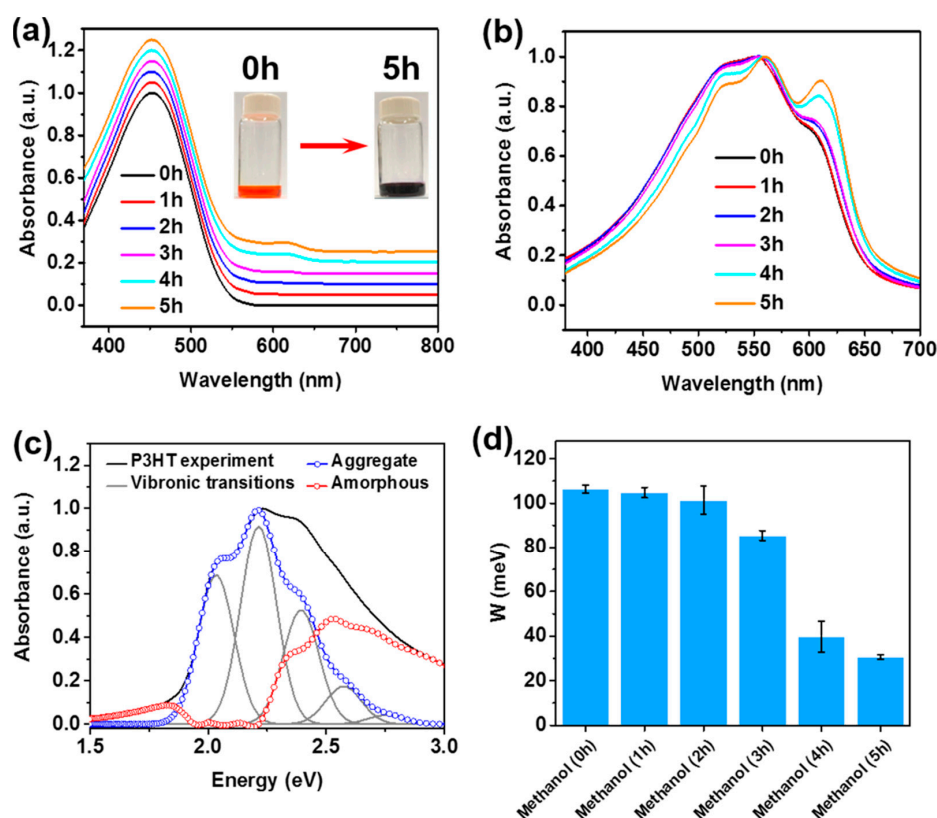 (a)
Absorbance (a.u.)
1.2
1.0
0.8
0.6
0.4
0.2
0.0
0h
5h
0h
1h
2h
3h
4h
5h
400
500
600
700
800
Wavelength (nm)
(b)
Absorbance (a.u.)
1.0
0.8
0.6
0.4
0.2
0.0
0h
1h
2h
3h
4h
5h
400
450
500
550
600
650
700
Wavelength (nm)
(c)
Absorbance (a.u.)
1.2
1.0
0.8
0.6
0.4
0.2
0.0
P3HT experiment
Aggregate
Vibronic transitions
Amorphous
1.5
2.0
2.5
3.0
Energy (eV)
(d)
W (meV)
120
100
80
60
40
20
0
Methanol (0h)
Methanol (1h)
Methanol (2h)
Methanol (3h)
Methanol (4h)
Methanol (5h)